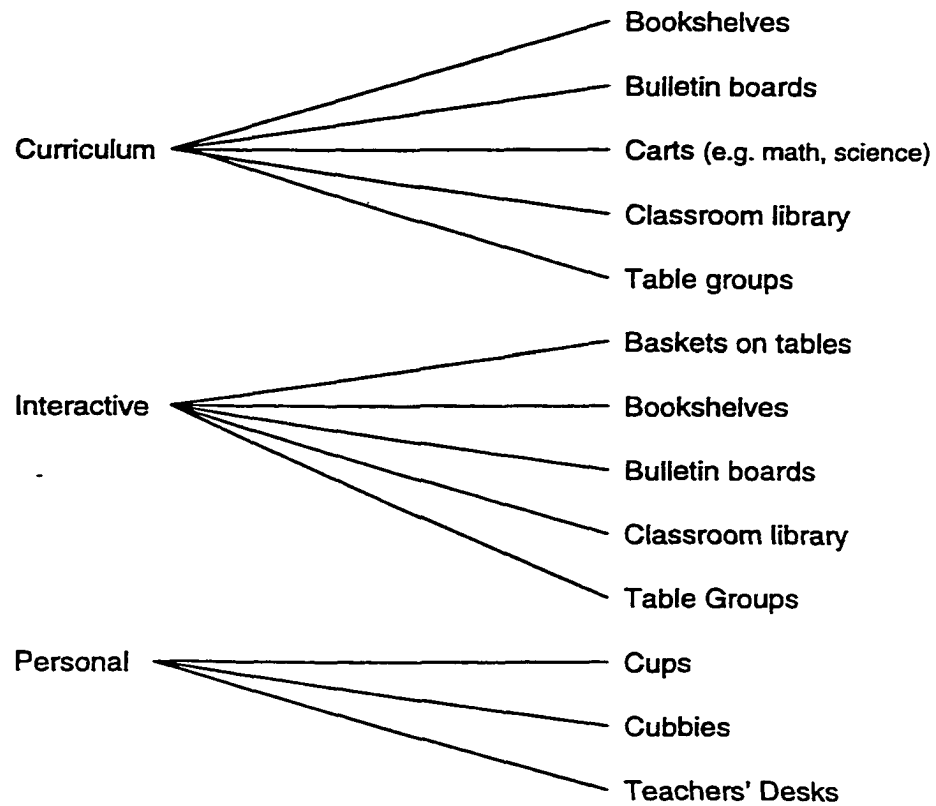 Curriculum
Bookshelves
Bulletin boards
Carts (e.g. math, science)
Classroom library
Table groups
Interactive
Baskets on tables
Bookshelves
Bulletin boards
Classroom library
Table Groups
Personal
Cups
Cubbies
Teachers' Desks